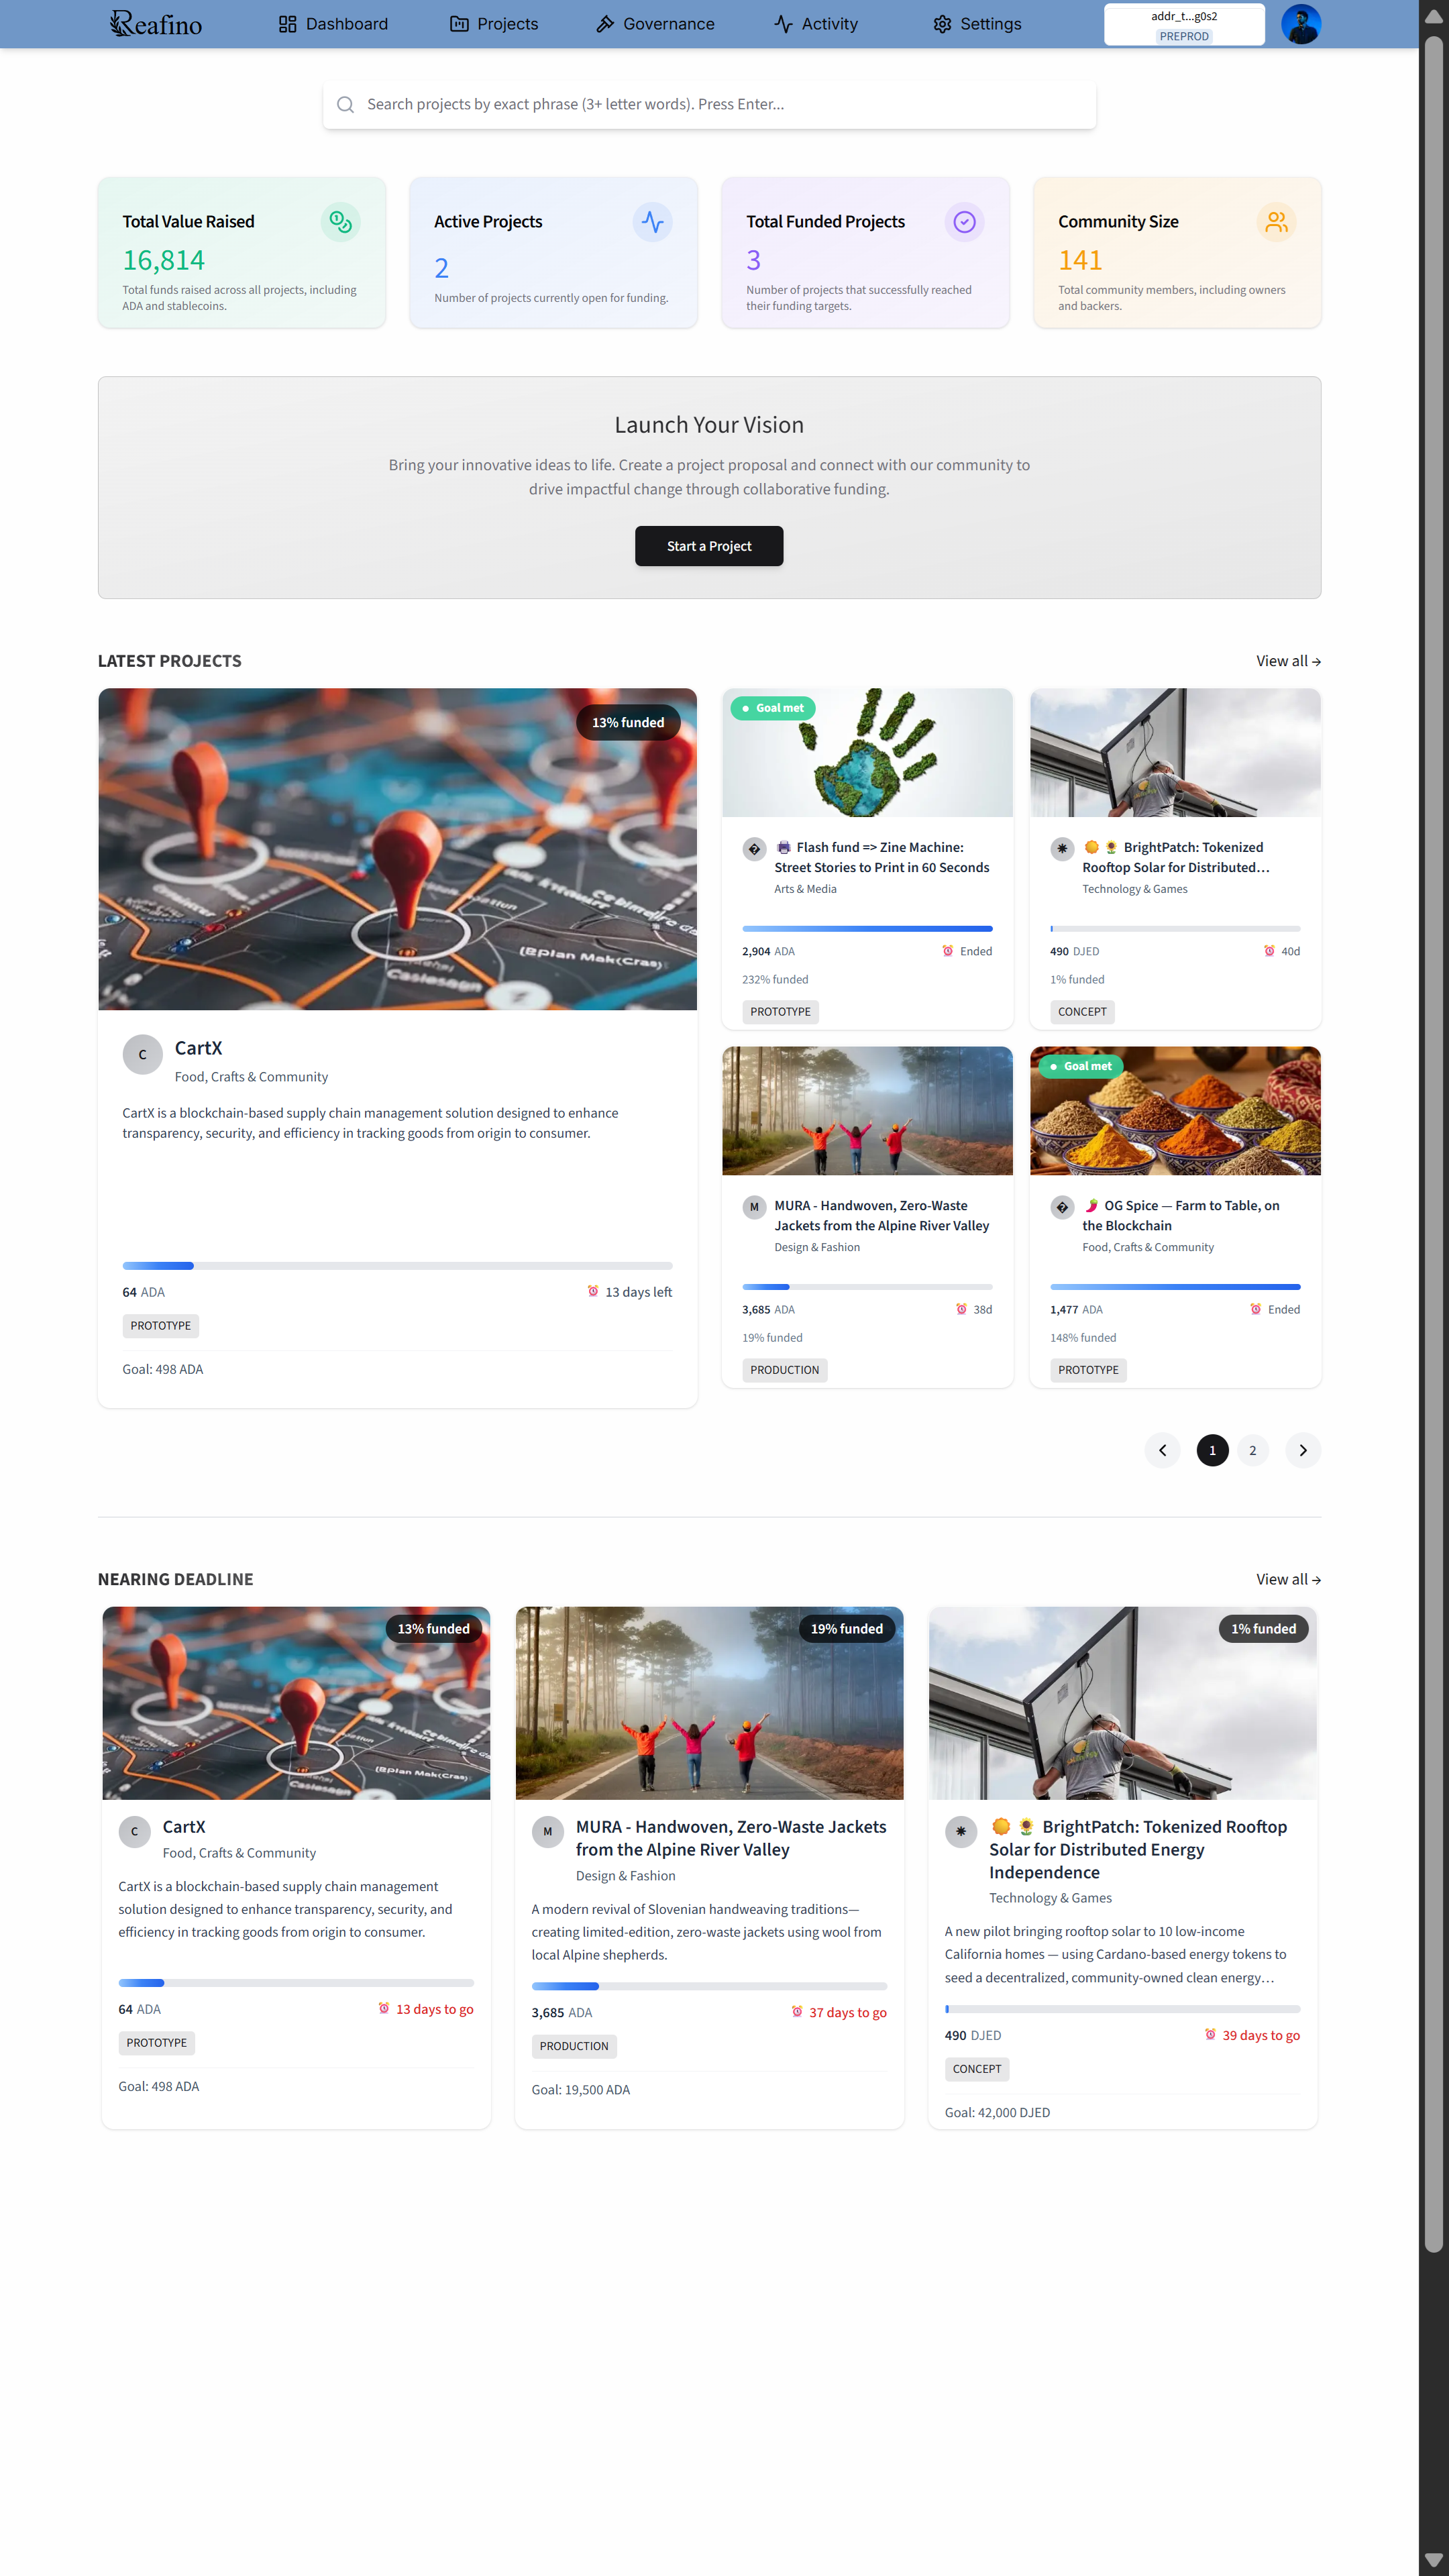 Reafino
Dashboard
Projects
Governance
Activity
Settings
addr_t...g0s2
PREPROD
Search projects by exact phrase (3+ letter words). Press Enter...
Total Value Raised
16,814
Total funds raised across all projects, including
ADA and stablecoins.
Active Projects
2
Number of projects currently open for funding.
Total Funded Projects
3
Number of projects that successfully reached
their funding targets.
Community Size
141
Total community members, including owners
and backers.
Launch Your Vision
Bring your innovative ideas to life. Create a project proposal and connect with our community to
drive impactful change through collaborative funding.
Start a Project
LATEST PROJECTS
View all →
13% funded
C
CartX
Food, Crafts & Community
CartX is a blockchain-based supply chain management solution designed to enhance
transparency, security, and efficiency in tracking goods from origin to consumer.
64 ADA
⏰ 13 days left
PROTOTYPE
Goal: 498 ADA
Goal met
�
🖨️ Flash fund => Zine Machine:
Street Stories to Print in 60 Seconds
Arts & Media
2,904 ADA
⏰ Ended
232% funded
PROTOTYPE
☀
🌼 🌻 BrightPatch: Tokenized
Rooftop Solar for Distributed...
Technology & Games
490 DJED
⏰ 40d
1% funded
CONCEPT
M
MURA - Handwoven, Zero-Waste
Jackets from the Alpine River Valley
Design & Fashion
3,685 ADA
⏰ 38d
19% funded
PRODUCTION
Goal met
�
🌶️ OG Spice — Farm to Table, on
the Blockchain
Food, Crafts & Community
1,477 ADA
⏰ Ended
148% funded
PROTOTYPE
1
2
NEARING DEADLINE
View all →
13% funded
C
CartX
Food, Crafts & Community
CartX is a blockchain-based supply chain management
solution designed to enhance transparency, security, and
efficiency in tracking goods from origin to consumer.
64 ADA
⏰ 13 days to go
PROTOTYPE
Goal: 498 ADA
19% funded
M
MURA - Handwoven, Zero-Waste Jackets
from the Alpine River Valley
Design & Fashion
A modern revival of Slovenian handweaving traditions—
creating limited-edition, zero-waste jackets using wool from
local Alpine shepherds.
3,685 ADA
⏰ 37 days to go
PRODUCTION
Goal: 19,500 ADA
1% funded
☀
🌼 🌻 BrightPatch: Tokenized Rooftop
Solar for Distributed Energy
Independence
Technology & Games
A new pilot bringing rooftop solar to 10 low-income
California homes — using Cardano-based energy tokens to
seed a decentralized, community-owned clean energy...
490 DJED
⏰ 39 days to go
CONCEPT
Goal: 42,000 DJED